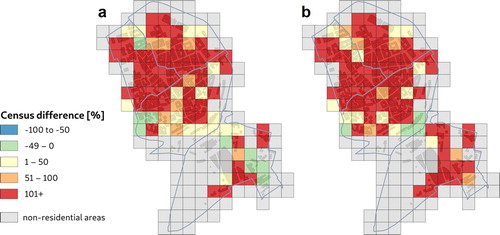 a
b
Census difference [%]
-100 to -50
-49 – 0
1 – 50
51 – 100
101+
non-residential areas